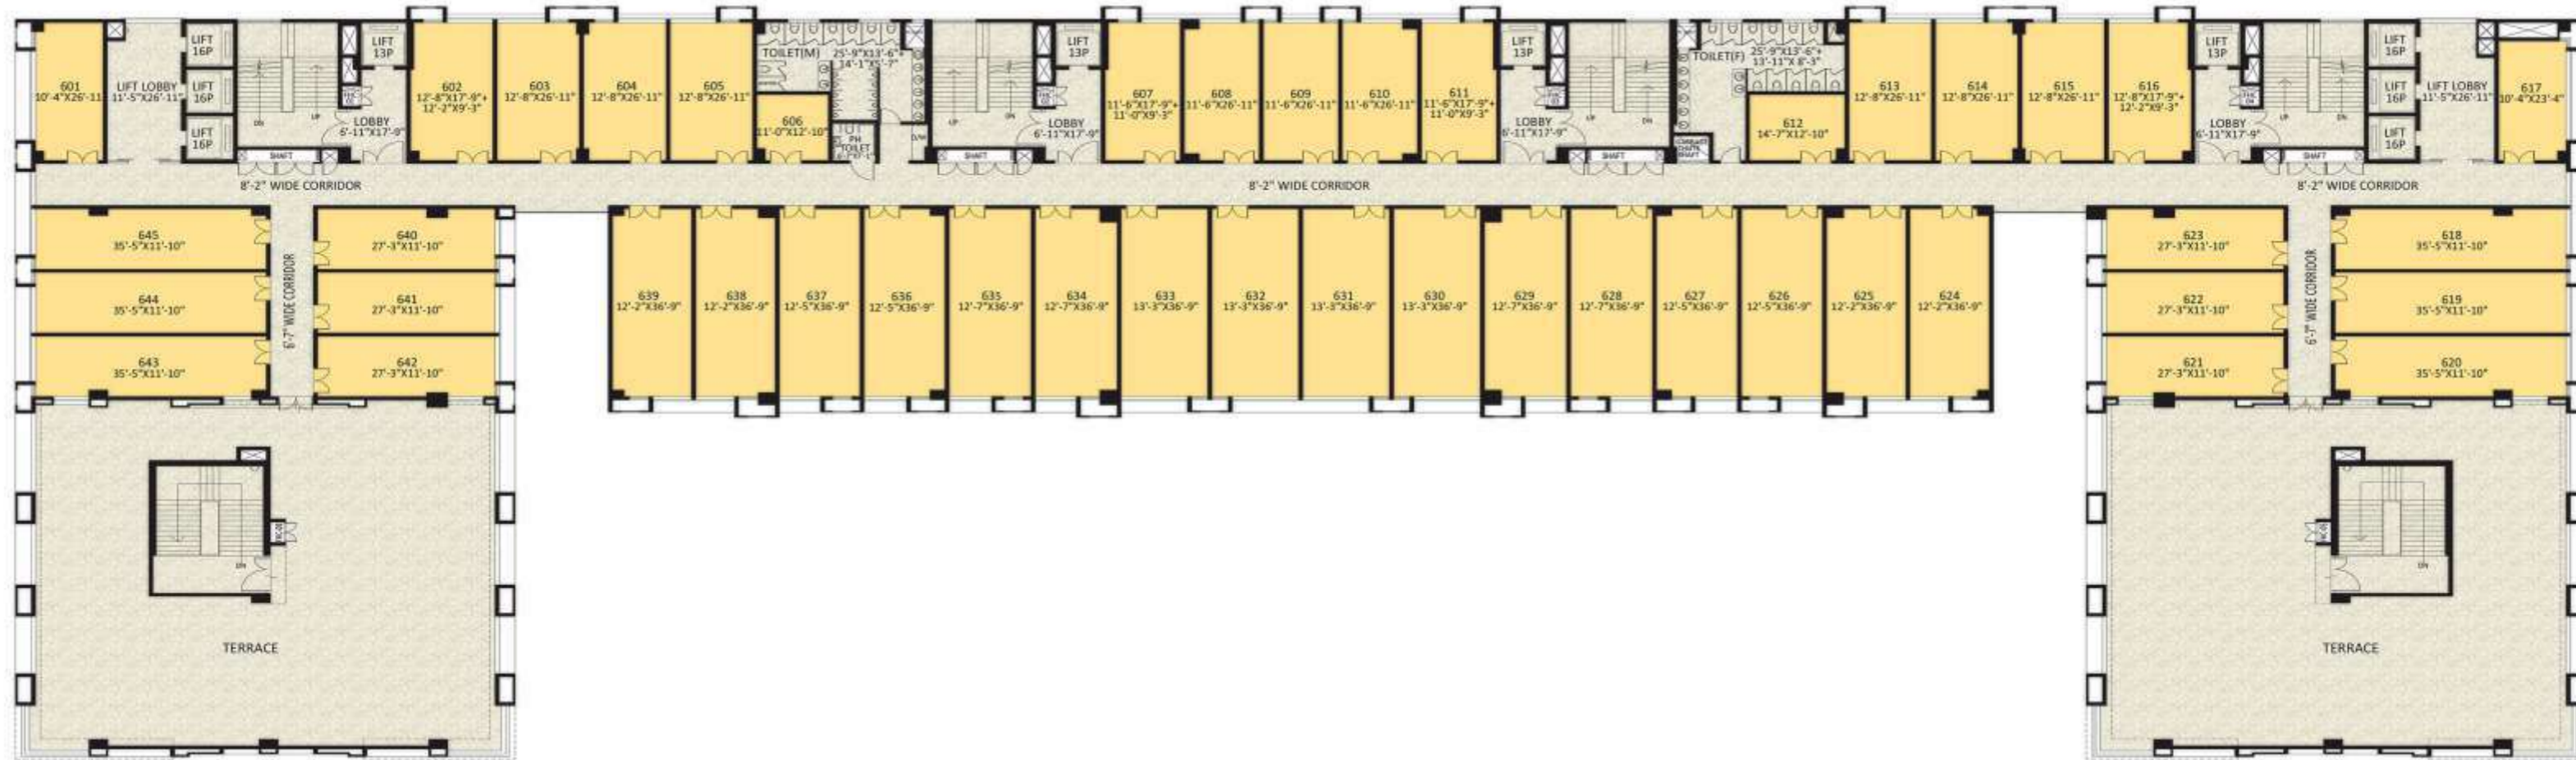 601
10'-4"X26'-11
LIFT LOBBY
11'-5"X26'-11"
LIFT
16P
LIFT
16P
LIFT
16P
DN
UP
SHAFT
LIFT
13P
LOBBY
6'-11"X17'-9"
602
12'-8"X17'-9"+
12'-2"X9'-3"
603
12'-8"X26'-11"
604
12'-8"X26'-11"
605
12'-8"X26'-11"
TOILET(M)
25'-9"X13'-6"+
606
11'-0"X12'-10"
PH
TOILET
UP
DN
SHAFT
LIFT
13P
LOBBY
6'-11"X17'-9"
607
11'-6"X17'-9"+
11'-0"X9'-3"
608
11'-6"X26'-11"
609
11'-6"X26'-11"
610
11'-6"X26'-11"
611
11'-6"X17'-9"+
11'-0"X9'-3"
LIFT
13P
LOBBY
6'-11"X17'-9"
UP
DN
SHAFT
TOILET(F)
25'-9"X13'-6"+
13'-11"X 8'-3"
612
14'-7"X12'-10"
613
12'-8"X26'-11"
614
12'-8"X26'-11"
615
12'-8"X26'-11"
616
12'-8"X17'-9"+
12'-2"X9'-3"
LIFT
13P
LOBBY
6'-11"X17'-9"
UP
DN
SHAFT
LIFT
16P
LIFT
16P
LIFT
16P
LIFT LOBBY
11'-5"X26'-11"
617
10'-4"X23'-4"
8'-2" WIDE CORRIDOR
8'-2" WIDE CORRIDOR
8'-2" WIDE CORRIDOR
645
35'-5"X11'-10"
644
35'-5"X11'-10"
643
35'-5"X11'-10"
6'-7" WIDE CORRIDOR
640
27'-3"X11'-10"
641
27'-3"X11'-10"
642
27'-3"X11'-10"
639
12'-2"X36'-9"
638
12'-2"X36'-9"
637
12'-5"X36'-9"
636
12'-5"X36'-9"
635
12'-7"X36'-9"
634
12'-7"X36'-9"
633
13'-3"X36'-9"
632
13'-3"X36'-9"
631
13'-3"X36'-9"
630
13'-3"X36'-9"
629
12'-7"X36'-9"
628
12'-7"X36'-9"
627
12'-5"X36'-9"
626
12'-5"X36'-9"
625
12'-2"X36'-9"
624
12'-2"X36'-9"
623
27'-3"X11'-10"
622
27'-3"X11'-10"
621
27'-3"X11'-10"
6'-7" WIDE CORRIDOR
618
35'-5"X11'-10"
619
35'-5"X11'-10"
620
35'-5"X11'-10"
DN
TERRACE
DN
TERRACE